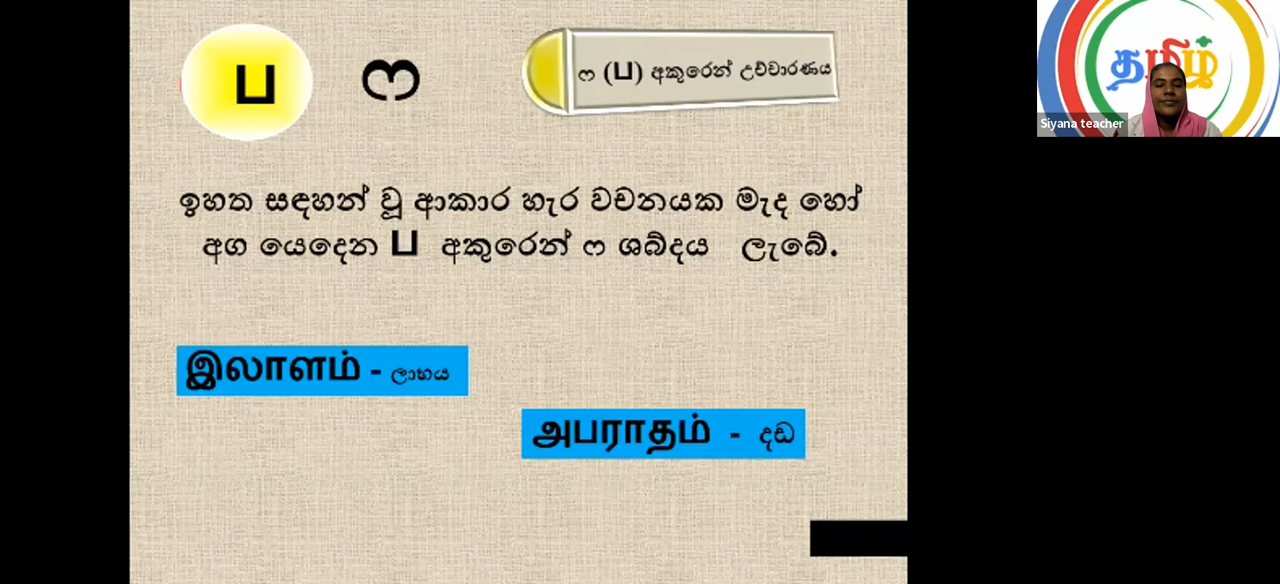 ப ෆ
ෆ (ப) අකුරෙන් උච්චාරණය
தமிழ்
Siyana teacher
ඉහත සඳහන් වූ ආකාර හැර වචනයක මැද හෝ
අග යෙදෙන ப අකුරෙන් ෆ ශබ්දය ලැබේ.
இலாளம் - ලාභය
அபராதம் - දඩ